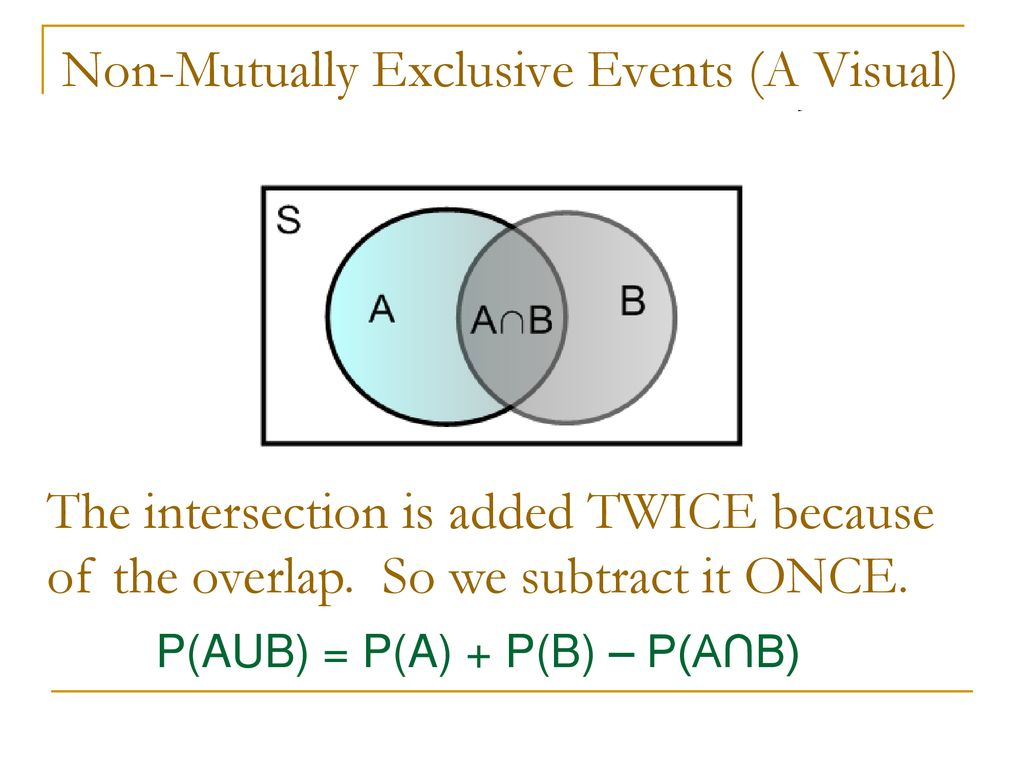 Non-Mutually Exclusive Events (A Visual)
S
A
A∩B
B
The intersection is added TWICE because
of the overlap. So we subtract it ONCE.
P(AUB) = P(A) + P(B) – P(A∩B)